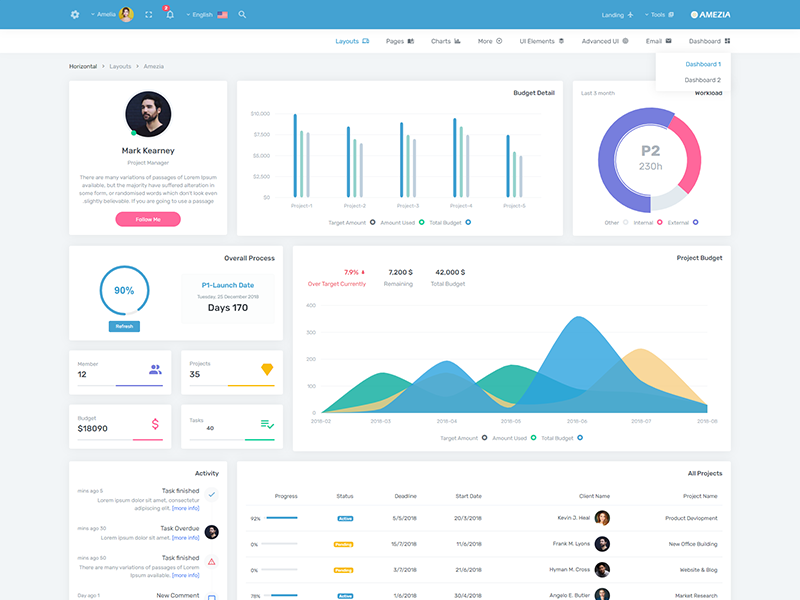 Amelia
8
English
Landing
Tools
AMEZIA
Layouts
Pages
Charts
More
UI Elements
Advanced UI
Email
Dashboard
Dashboard 1
Dashboard 2
Horizontal > Layouts > Amezia
Mark Kearney
Project Manager
There are many variations of passages of Lorem Ipsum
available, but the majority have suffered alteration in
some form, or randomised words which don't look even
.slightly believable. If you are going to use a passage
Follow Me
Budget Detail
$10,000
$7,500
$5,000
$2,500
$0
Project-1
Project-2
Project-3
Project-4
Project-5
Target Amount
Amount Used
Total Budget
Last 3 month
Workload
P2
230h
Other
Internal
External
Overall Process
90%
Refresh
P1-Launch Date
Tuesday, 25 December 2018
Days 170
Member
12
Projects
35
Budget
$18090
Tasks
40
Project Budget
7.9%
7,200 $
42,000 $
Over Target Currently
Remaining
Total Budget
400
300
200
100
0
2018-02
2018-03
2018-04
2018-05
2018-06
2018-07
2018-08
Target Amount
Amount Used
Total Budget
Activity
mins ago 5
Task finished
Lorem ipsum dolor sit amet, consectetur
adipiscing elit. [more info]
mins ago 30
Task Overdue
Lorem ipsum dolor. [more info]
mins ago 50
Task finished
There are many variations of passages of
Lorem Ipsum available, [more info]
Day ago 1
New Comment
All Projects
Progress
Status
Deadline
Start Date
Client Name
Project Name
92%
Active
5/5/2018
20/3/2018
Kevin J. Heal
Product Devlopment
0%
Pending
15/7/2018
11/6/2018
Frank M. Lyons
New Office Building
0%
Pending
3/7/2018
21/6/2018
Hyman M. Cross
Website & Blog
78%
Active
1/6/2018
30/4/2018
Angelo E. Butler
Market Research